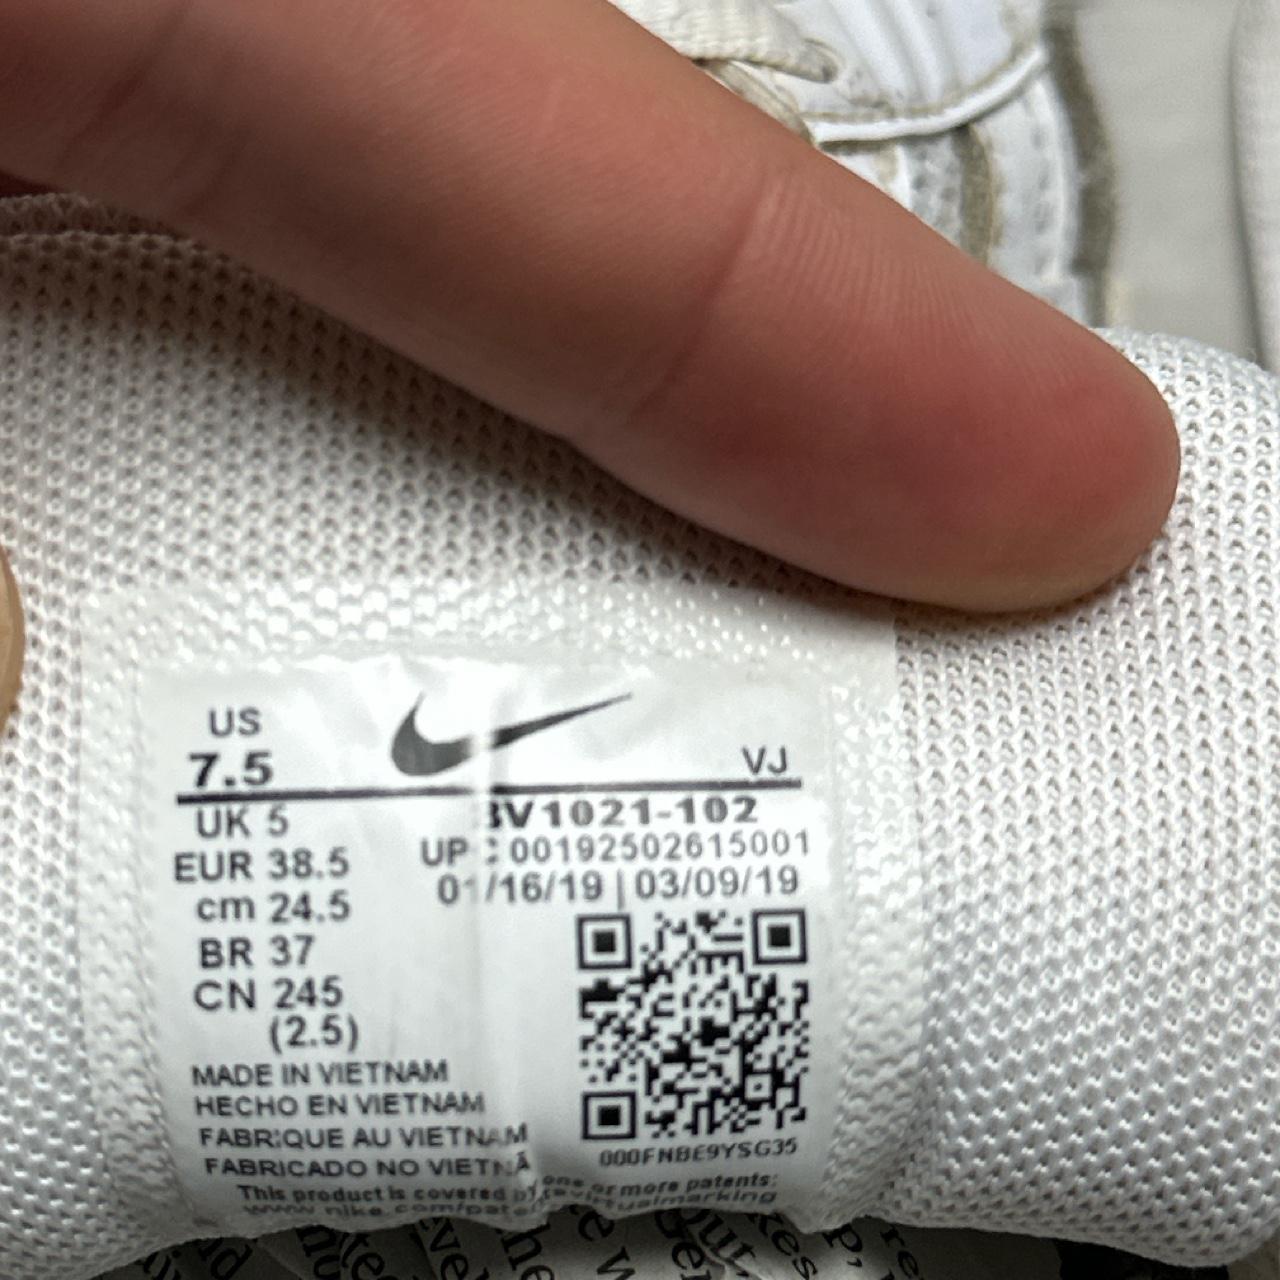 US
7.5
VJ
UK 5
EUR 38.5
cm 24.5
BR 37
CN 245
(2.5)
BV1021-102
UP : 00192502615001
01/16/19 | 03/09/19
MADE IN VIETNAM
HECHO EN VIETNAM
FABRIQUE AU VIETNAM
FABRICADO NO VIETNÃ
000FNBE9YSG35
This product is covered by one or more patents: